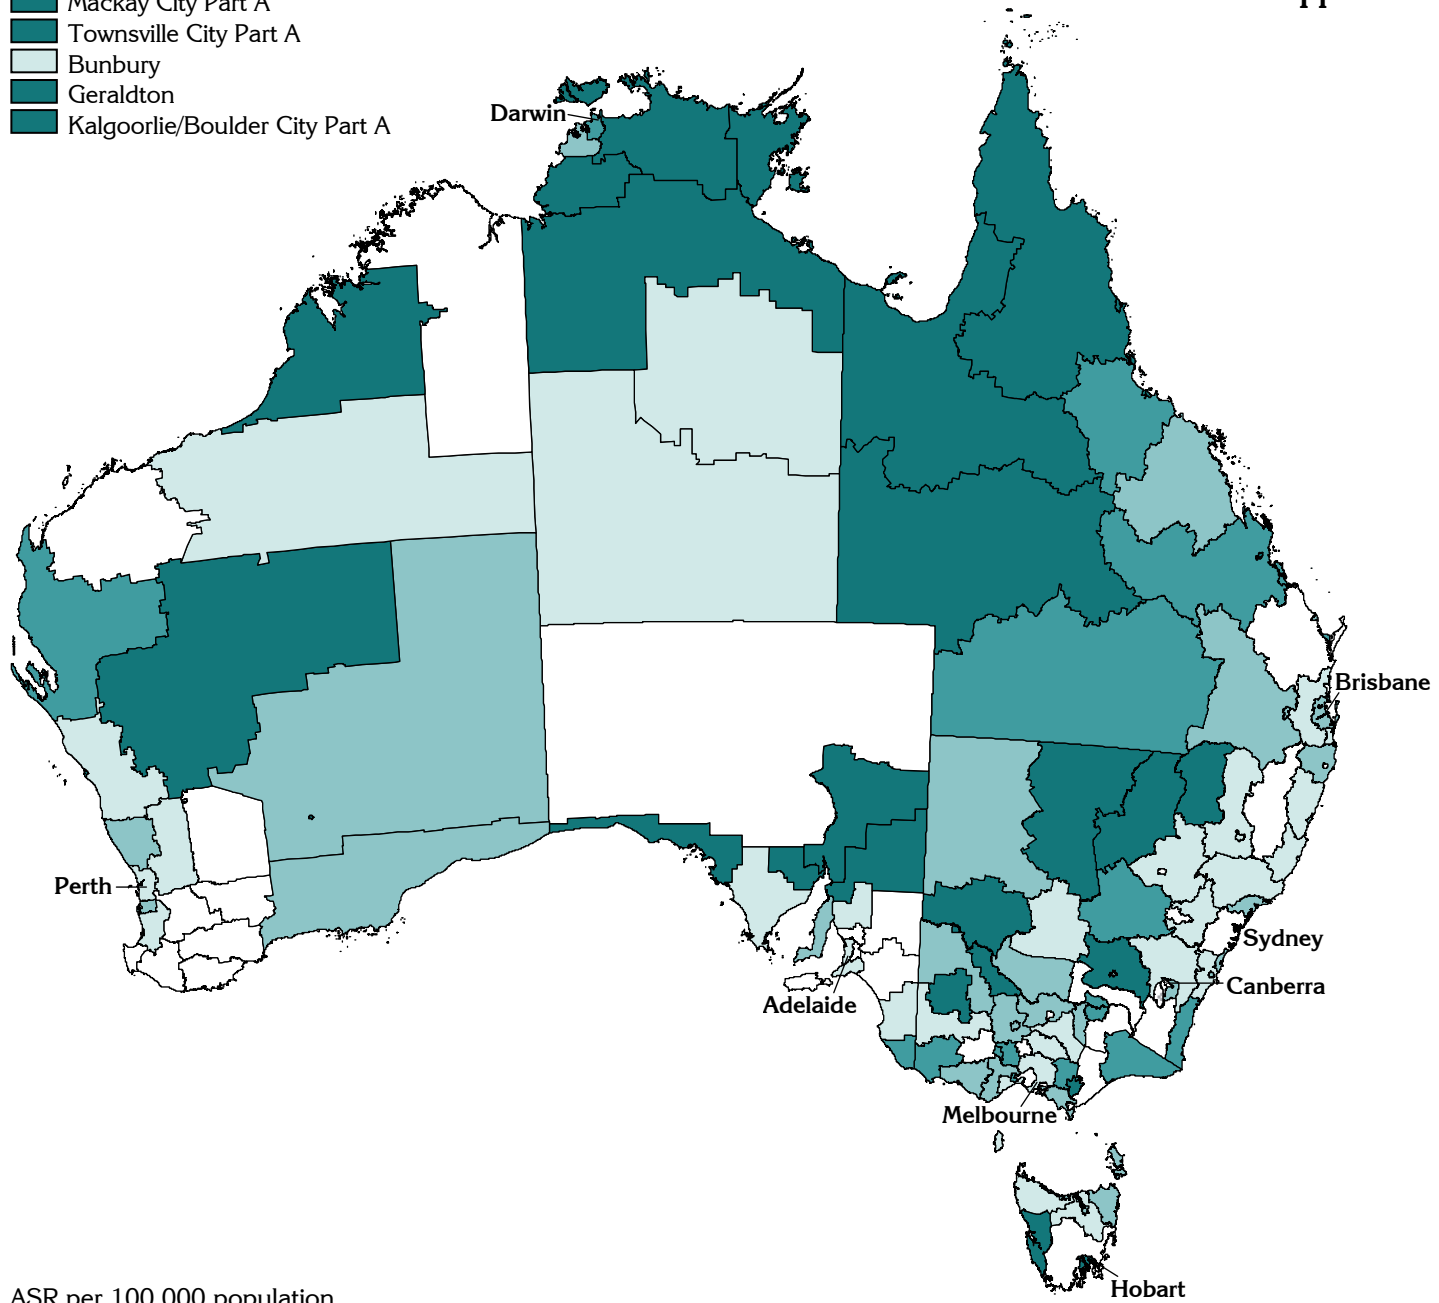 Mackay City Part A
Townsville City Part A
Bunbury
Geraldton
Kalgoorlie/Boulder City Part A
Darwin
Brisbane
Perth
Sydney
Canberra
Adelaide
Melbourne
Hobart
ASR per 100,000 population